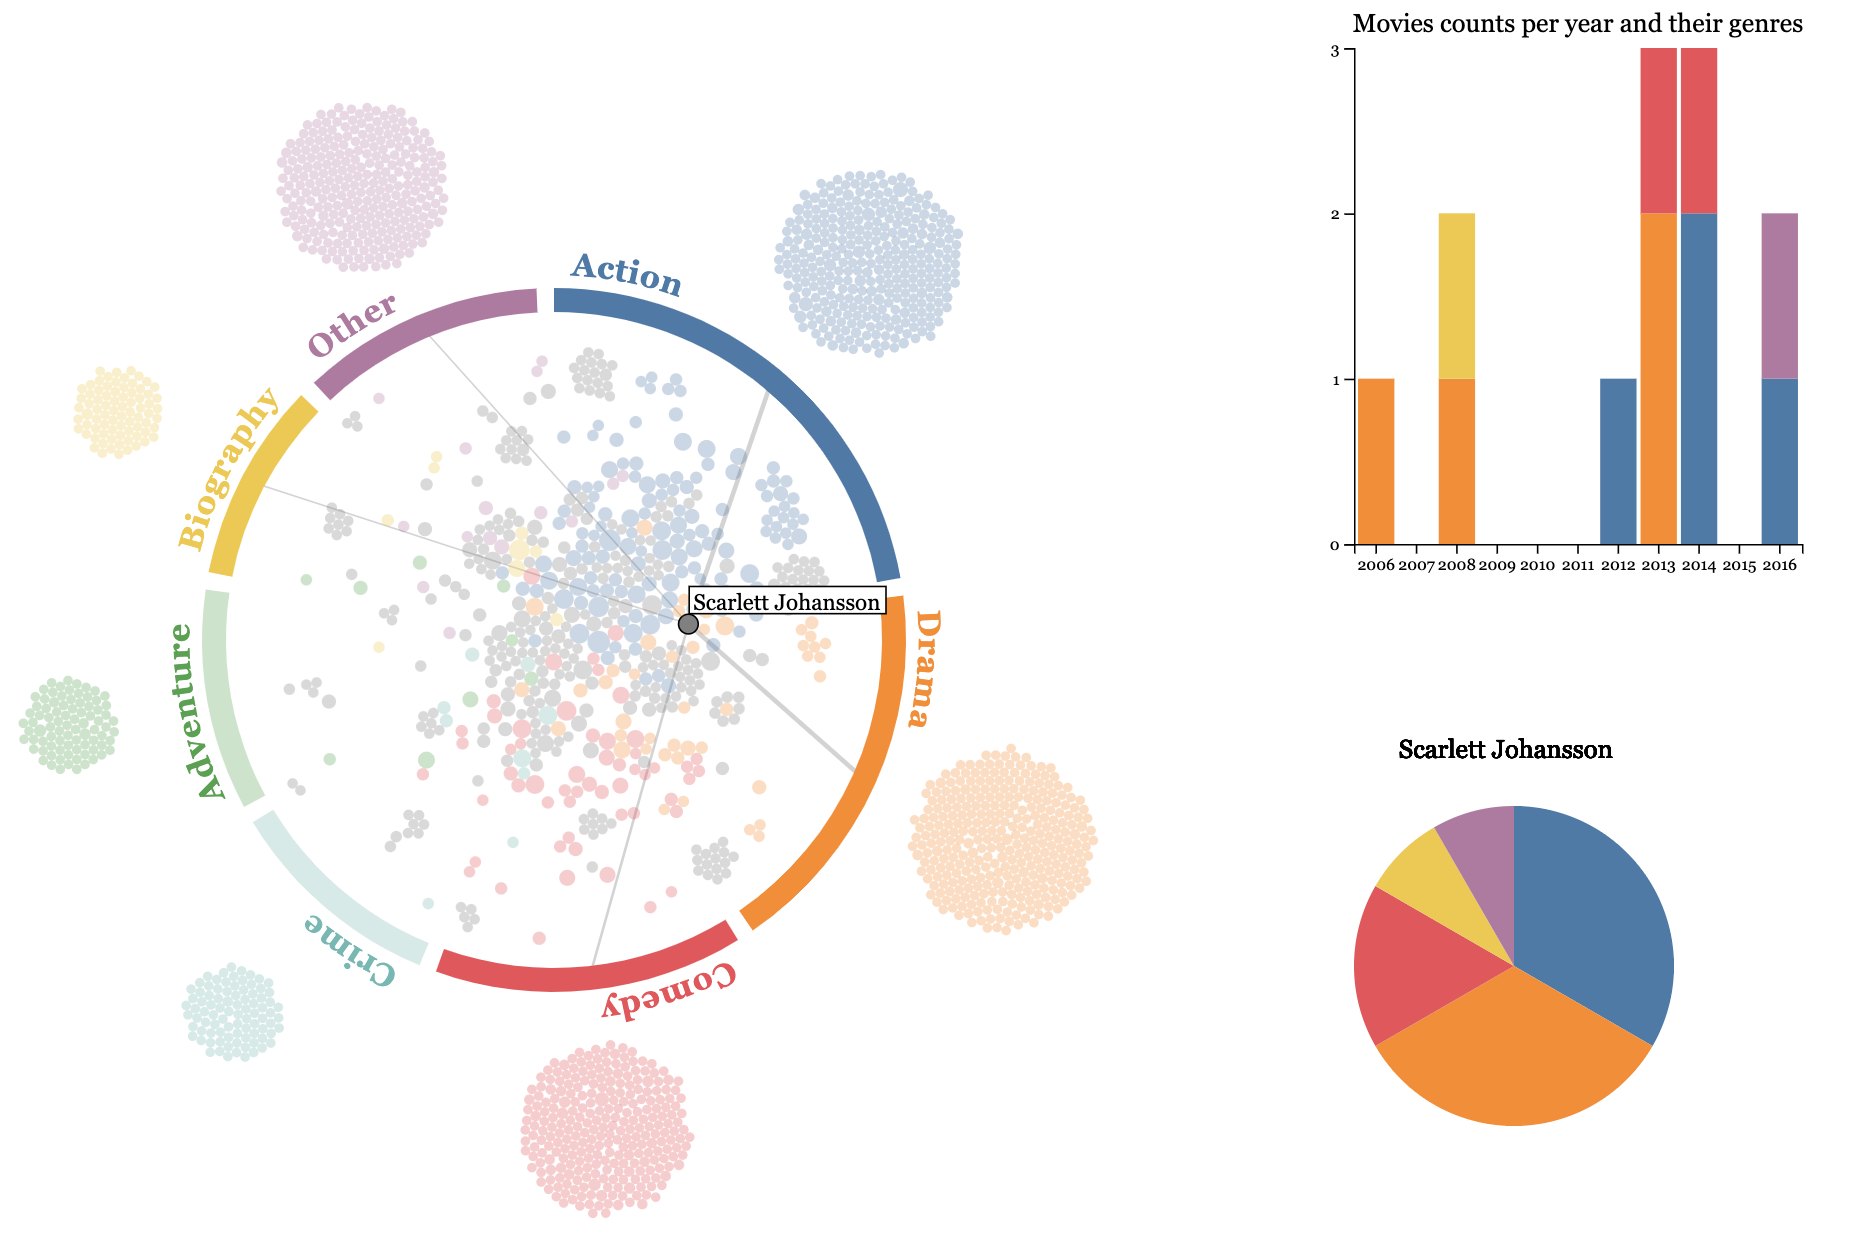 Movies counts per year and their genres
3
2
1
0
2006 2007 2008 2009 2010 2011 2012 2013 2014 2015 2016
Action
Other
Biography
Scarlett Johansson
Drama
Adventure
Crime
Comedy
Scarlett Johansson